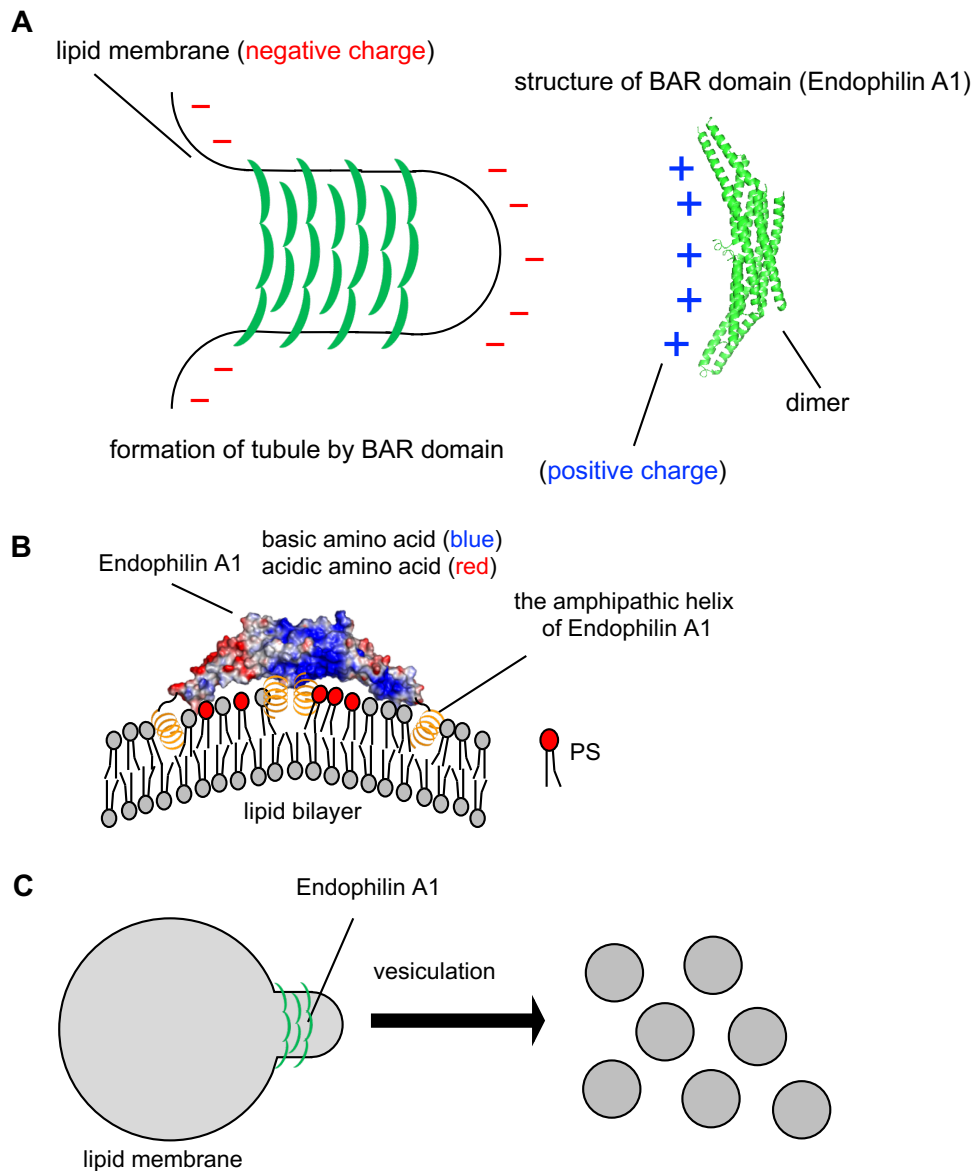 A
lipid membrane (negative charge)
structure of BAR domain (Endophilin A1)
dimer
formation of tubule by BAR domain
(positive charge)
B
Endophilin A1
basic amino acid (blue)
acidic amino acid (red)
the amphipathic helix
of Endophilin A1
PS
lipid bilayer
C
Endophilin A1
vesiculation
lipid membrane